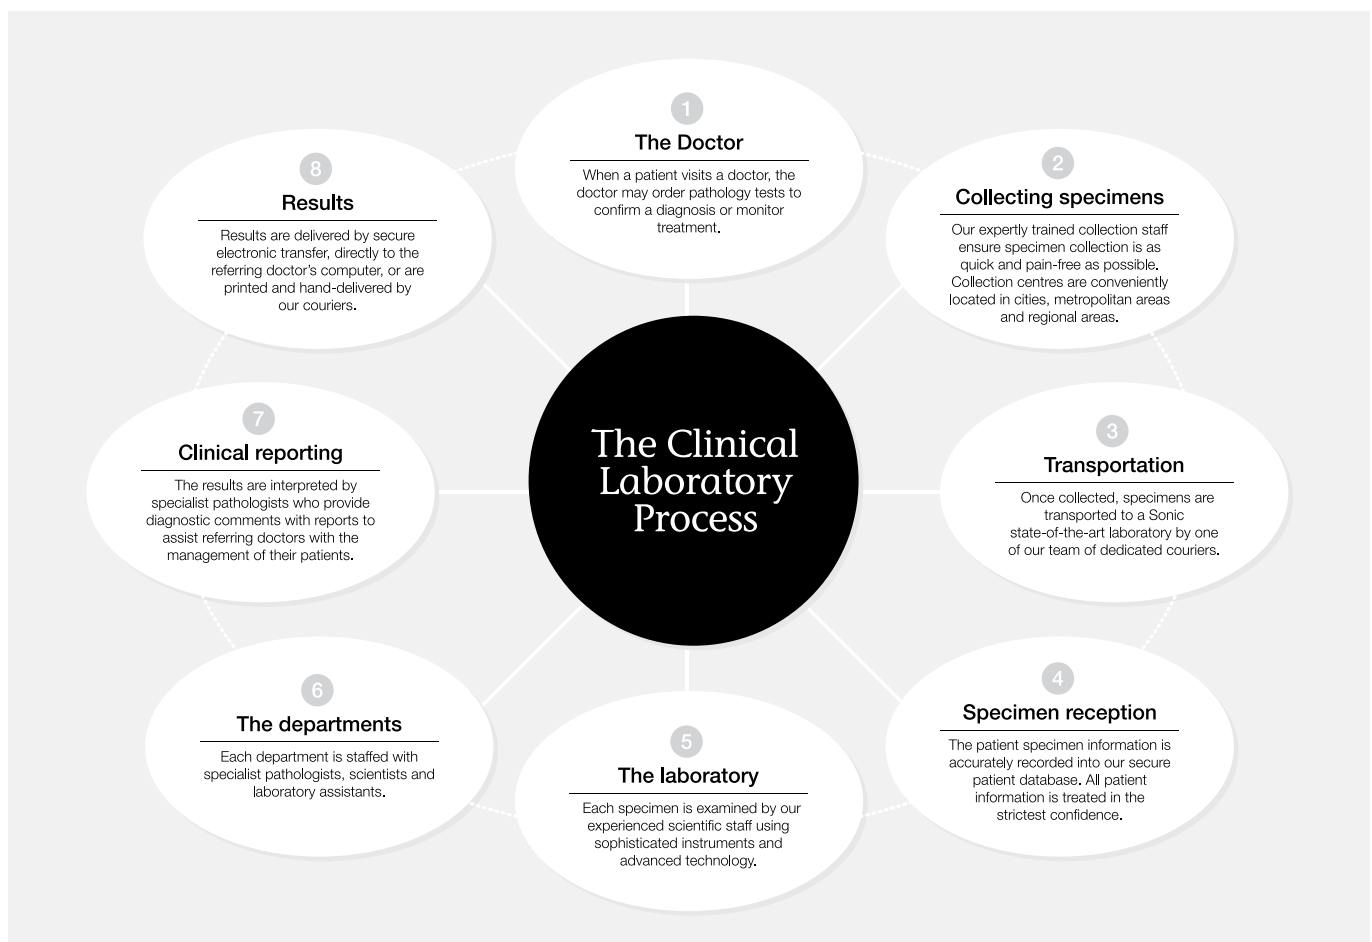 1
The Doctor
When a patient visits a doctor, the
doctor may order pathology tests to
confirm a diagnosis or monitor
treatment.
2
Collecting specimens
Our expertly trained collection staff
ensure specimen collection is as
quick and pain-free as possible.
Collection centres are conveniently
located in cities, metropolitan areas
and regional areas.
3
Transportation
Once collected, specimens are
transported to a Sonic
state-of-the-art laboratory by one
of our team of dedicated couriers.
4
Specimen reception
The patient specimen information is
accurately recorded into our secure
patient database. All patient
information is treated in the
strictest confidence.
5
The laboratory
Each specimen is examined by our
experienced scientific staff using
sophisticated instruments and
advanced technology.
6
The departments
Each department is staffed with
specialist pathologists, scientists and
laboratory assistants.
7
Clinical reporting
The results are interpreted by
specialist pathologists who provide
diagnostic comments with reports to
assist referring doctors with the
management of their patients.
8
Results
Results are delivered by secure
electronic transfer, directly to the
referring doctor's computer, or are
printed and hand-delivered by
our couriers.
The Clinical
Laboratory
Process